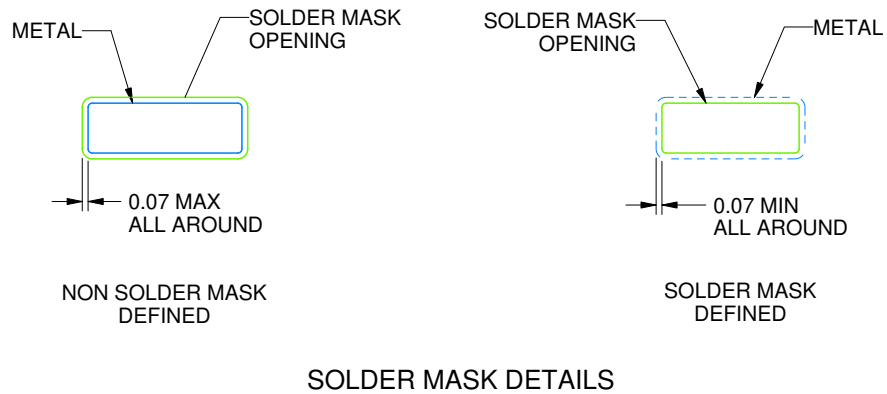 METAL
SOLDER MASK
OPENING
0.07 MAX
ALL AROUND
NON SOLDER MASK
DEFINED
SOLDER MASK
OPENING
METAL
0.07 MIN
ALL AROUND
SOLDER MASK
DEFINED
SOLDER MASK DETAILS